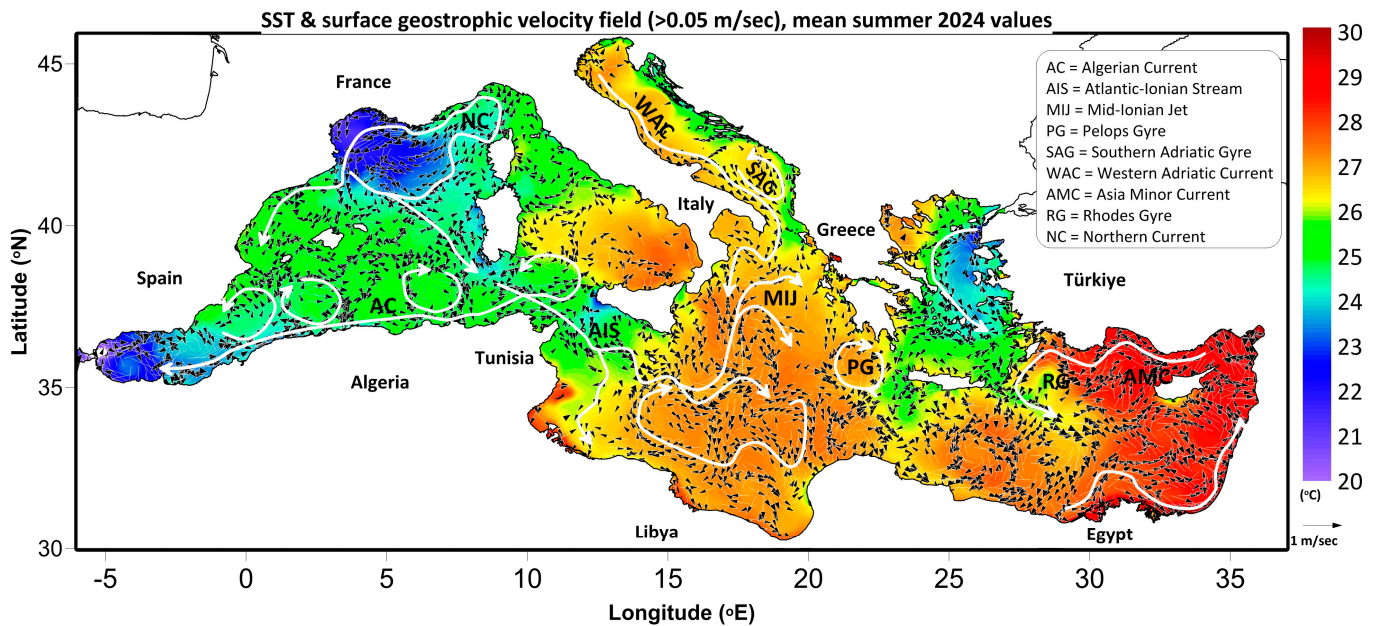 SST & surface geostrophic velocity field (>0.05 m/sec), mean summer 2024 values
AC = Algerian Current
AIS = Atlantic-Ionian Stream
MIJ = Mid-Ionian Jet
PG = Pelops Gyre
SAG = Southern Adriatic Gyre
WAC = Western Adriatic Current
AMC = Asia Minor Current
RG = Rhodes Gyre
NC = Northern Current
France
NC
WAC
SAG
Italy
Greece
Spain
Türkiye
AC
MIJ
AIS
Tunisia
PG
RG
AMC
Algeria
Libya
Egypt
45
40
35
30
Latitude (oN)
-5 0 5 10 15 20 25 30 35
Longitude (oE)
30
29
28
27
26
25
24
23
22
21
20
(oC)
1 m/sec